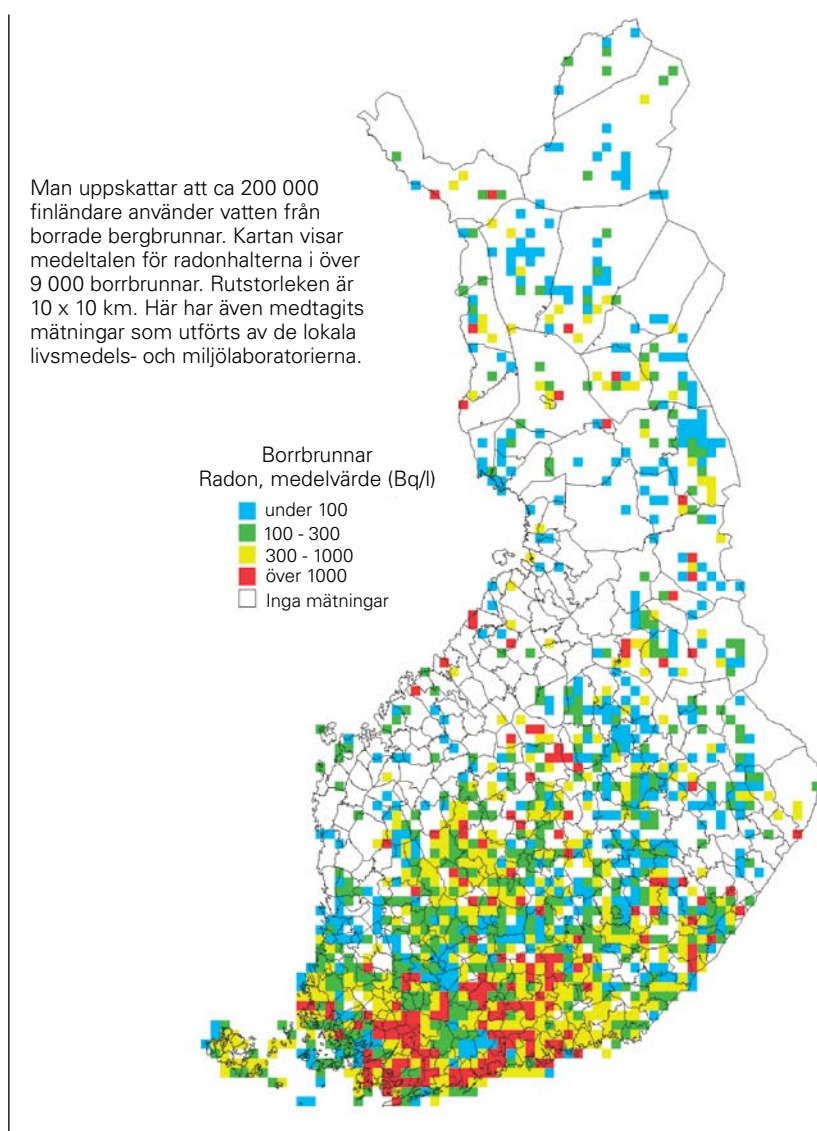 Man uppskattar att ca 200 000
finländare använder vatten från
borrade bergbrunnar. Kartan visar
medeltalen för radonhalterna i över
9 000 borrbrunnar. Rutstorleken är
10 x 10 km. Här har även medtagits
mätningar som utförts av de lokala
livsmedels- och miljölaboratorierna.
Borrbrunnar
Radon, medelvärde (Bq/l)
under 100
100 - 300
300 - 1000
över 1000
Inga mätningar